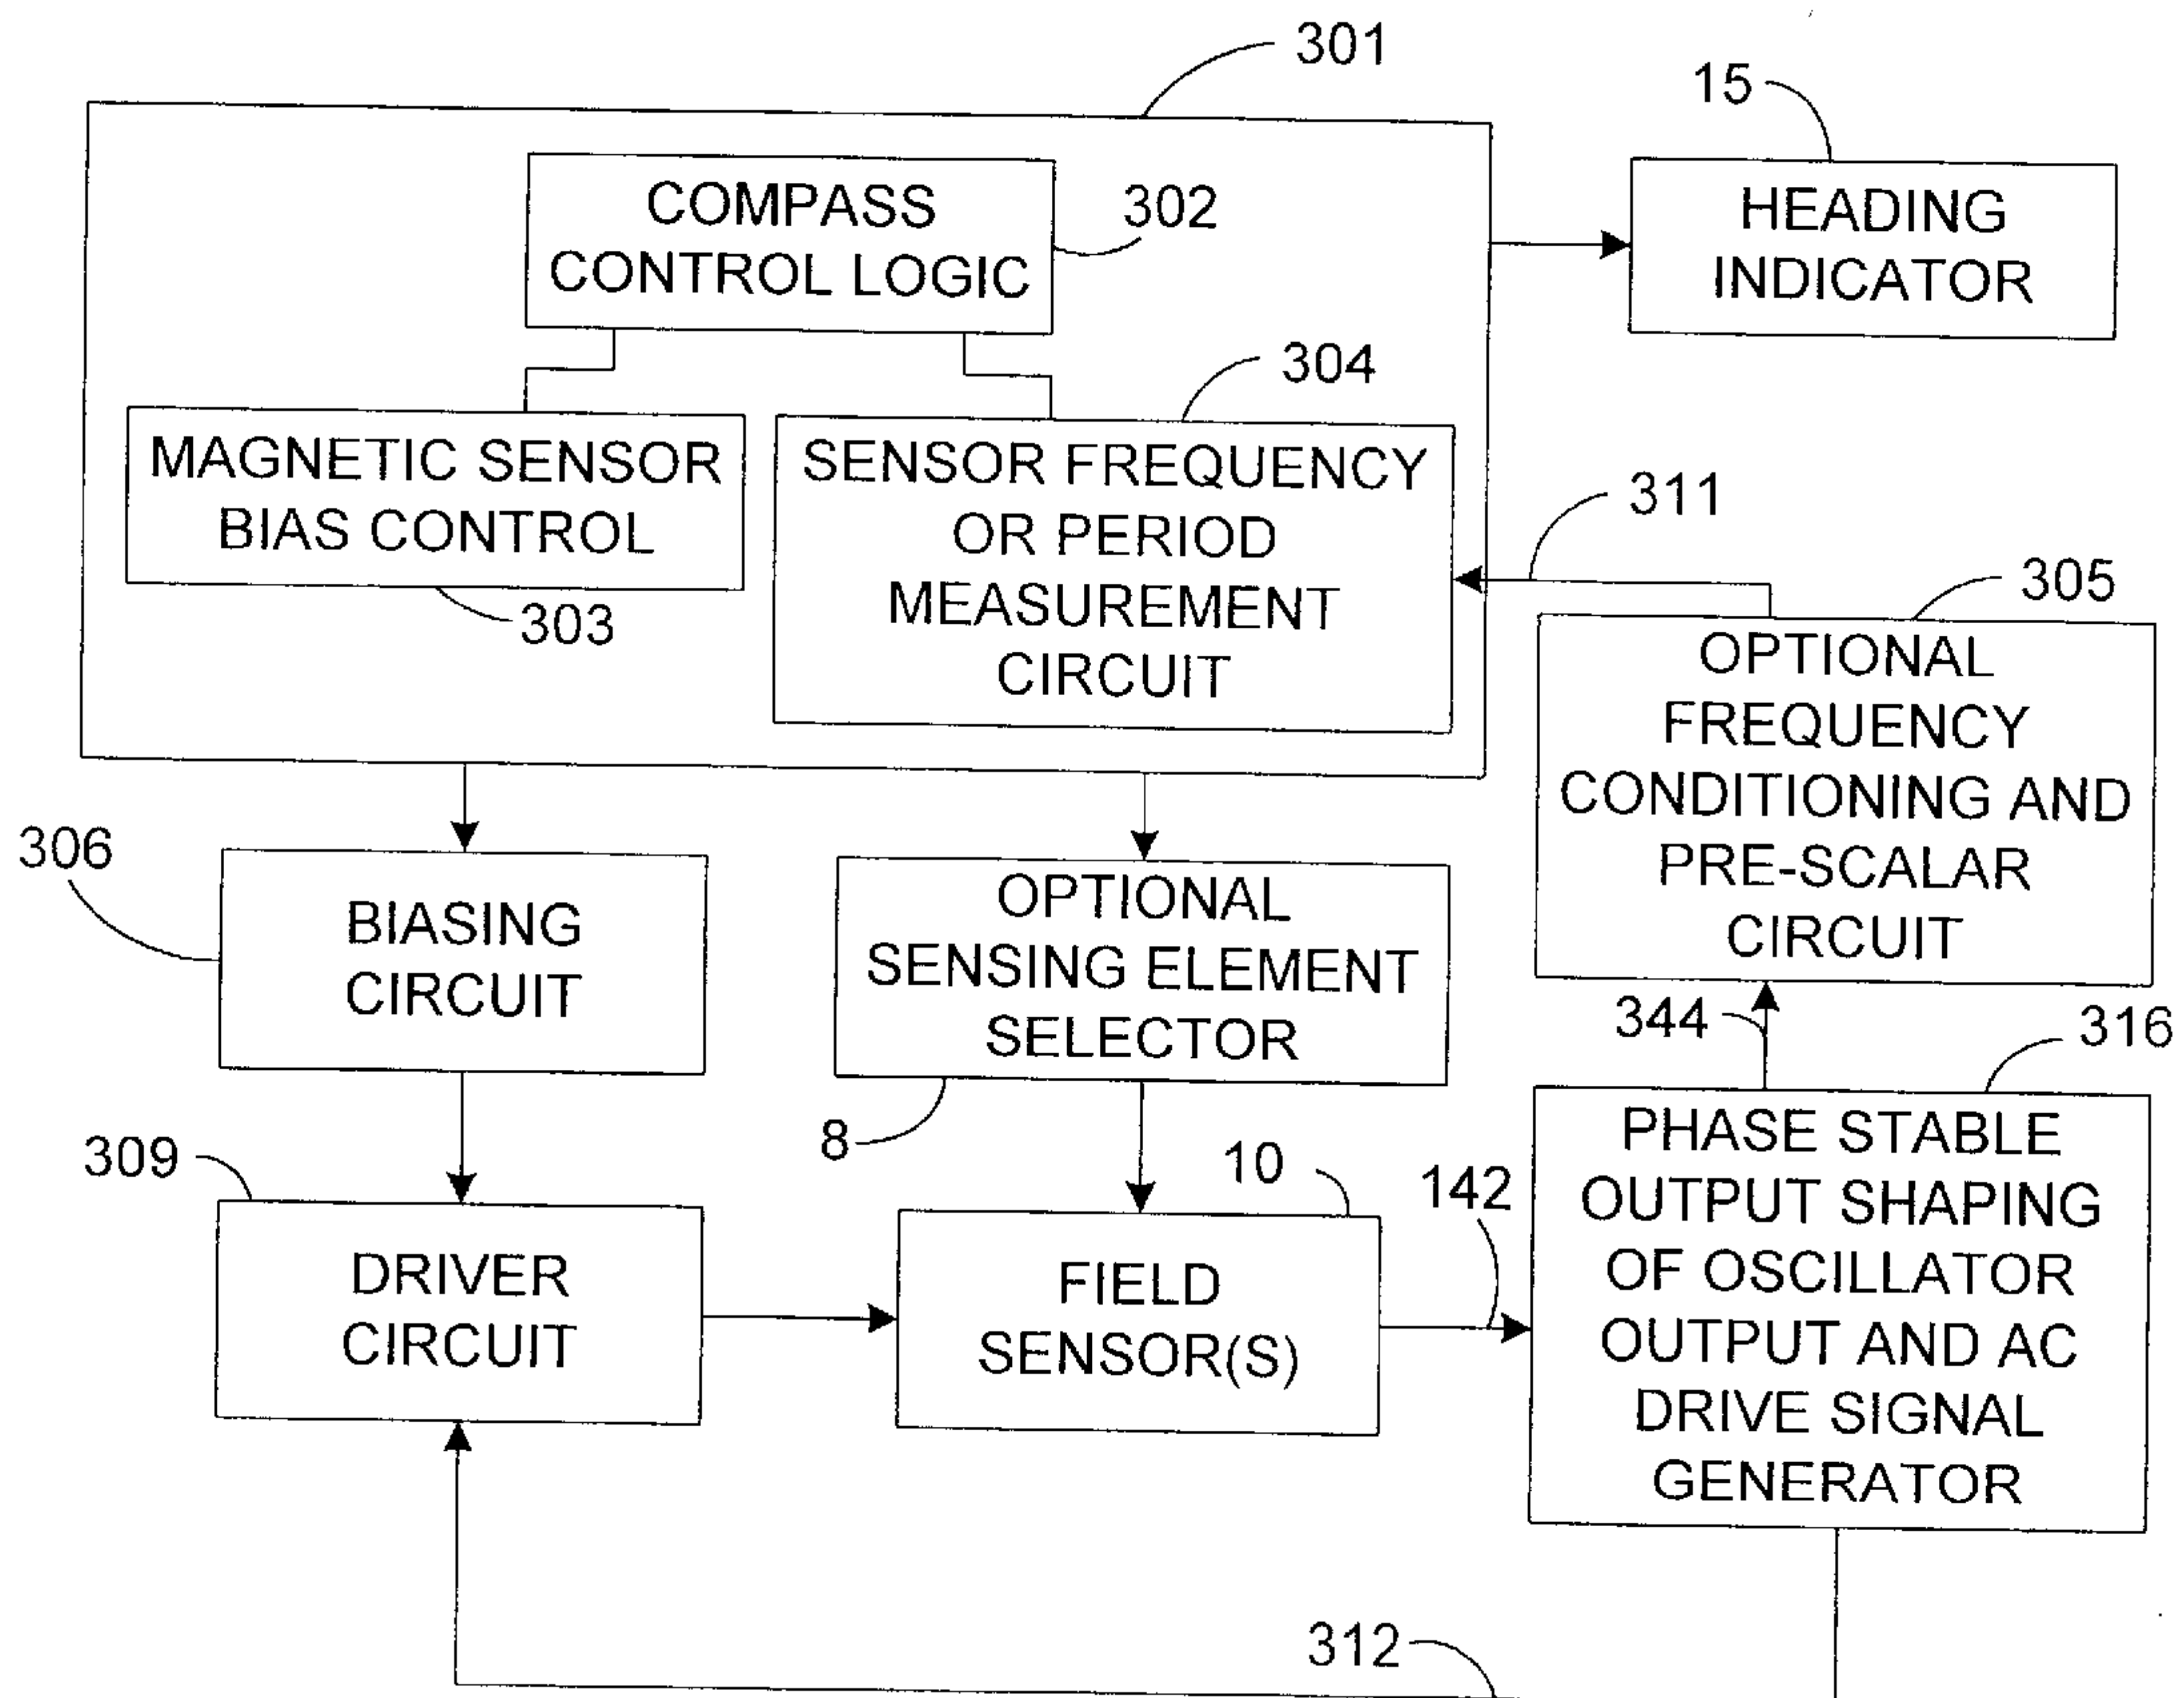 301
15
COMPASS
CONTROL LOGIC
302
HEADING
INDICATOR
304
MAGNETIC SENSOR
BIAS CONTROL
303
SENSOR FREQUENCY
OR PERIOD
MEASUREMENT
CIRCUIT
311
305
OPTIONAL
FREQUENCY
CONDITIONING AND
PRE-SCALAR
CIRCUIT
306
BIASING
CIRCUIT
OPTIONAL
SENSING ELEMENT
SELECTOR
8
344
316
309
DRIVER
CIRCUIT
10
FIELD
SENSOR(S)
142
PHASE STABLE
OUTPUT SHAPING
OF OSCILLATOR
OUTPUT AND AC
DRIVE SIGNAL
GENERATOR
312